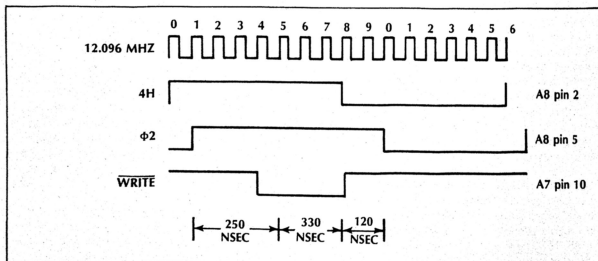 0 1 2 3 4 5 6 7 8 9 0 1 2 3 4 5 6
12.096 MHZ
4H A8 pin 2
Φ2 A8 pin 5
WRITE A7 pin 10
250 330 120
NSEC NSEC NSEC